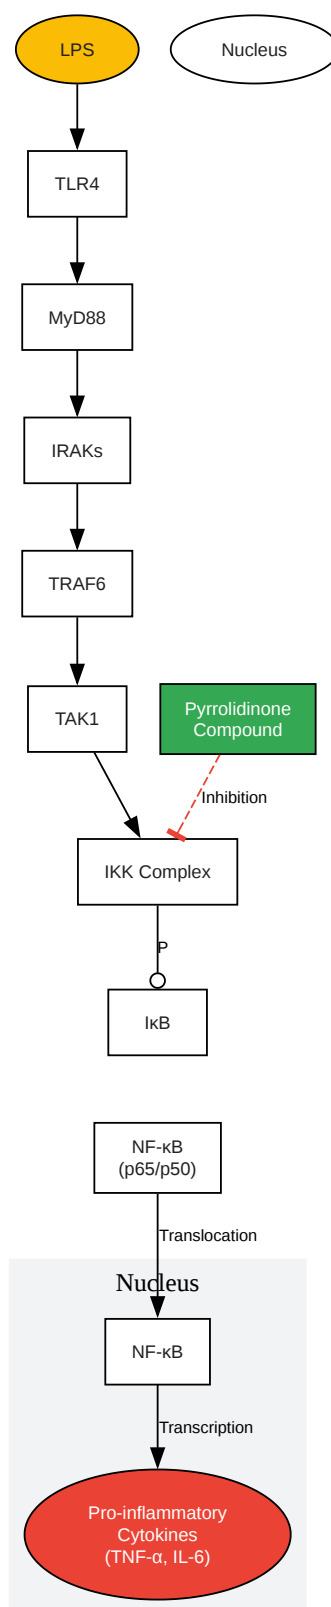 LPS
Nucleus
TLR4
MyD88
IRAKs
TRAF6
TAK1
Pyrrolidinone
Compound
Inhibition
IKK Complex
P
IκB
NF-κB
(p65/p50)
Translocation
Nucleus
NF-κB
Transcription
Pro-inflammatory
Cytokines
(TNF-α, IL-6)